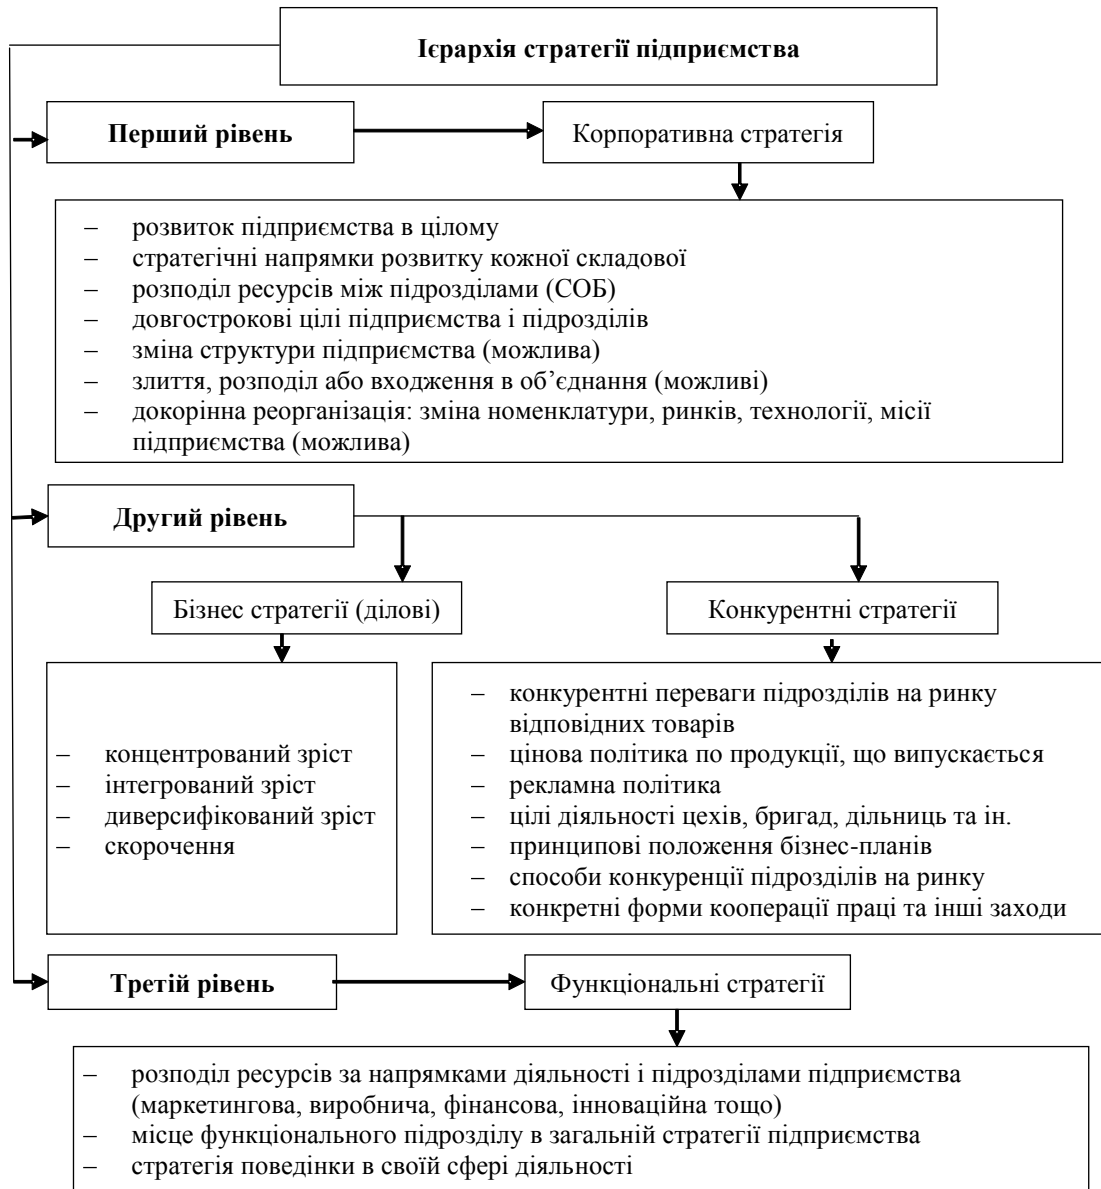 Ієрархія стратегії підприємства
Перший рівень
Корпоративна стратегія
– розвиток підприємства в цілому
– стратегічні напрямки розвитку кожної складової
– розподіл ресурсів між підрозділами (СОБ)
– довгострокові цілі підприємства і підрозділів
– зміна структури підприємства (можлива)
– злиття, розподіл або входження в об’єднання (можливі)
– докорінна реорганізація: зміна номенклатури, ринків, технології, місії
підприємства (можлива)
Другий рівень
Бізнес стратегії (ділові)
– концентрований зріст
– інтегрований зріст
– диверсифікований зріст
– скорочення
Конкурентні стратегії
– конкурентні переваги підрозділів на ринку
відповідних товарів
– цінова політика по продукції, що випускається
– рекламна політика
– цілі діяльності цехів, бригад, дільниць та ін.
– принципові положення бізнес-планів
– способи конкуренції підрозділів на ринку
– конкретні форми кооперації праці та інші заходи
Третій рівень
Функціональні стратегії
– розподіл ресурсів за напрямками діяльності і підрозділами підприємства
(маркетингова, виробнича, фінансова, інноваційна тощо)
– місце функціонального підрозділу в загальній стратегії підприємства
– стратегія поведінки в своїй сфері діяльності